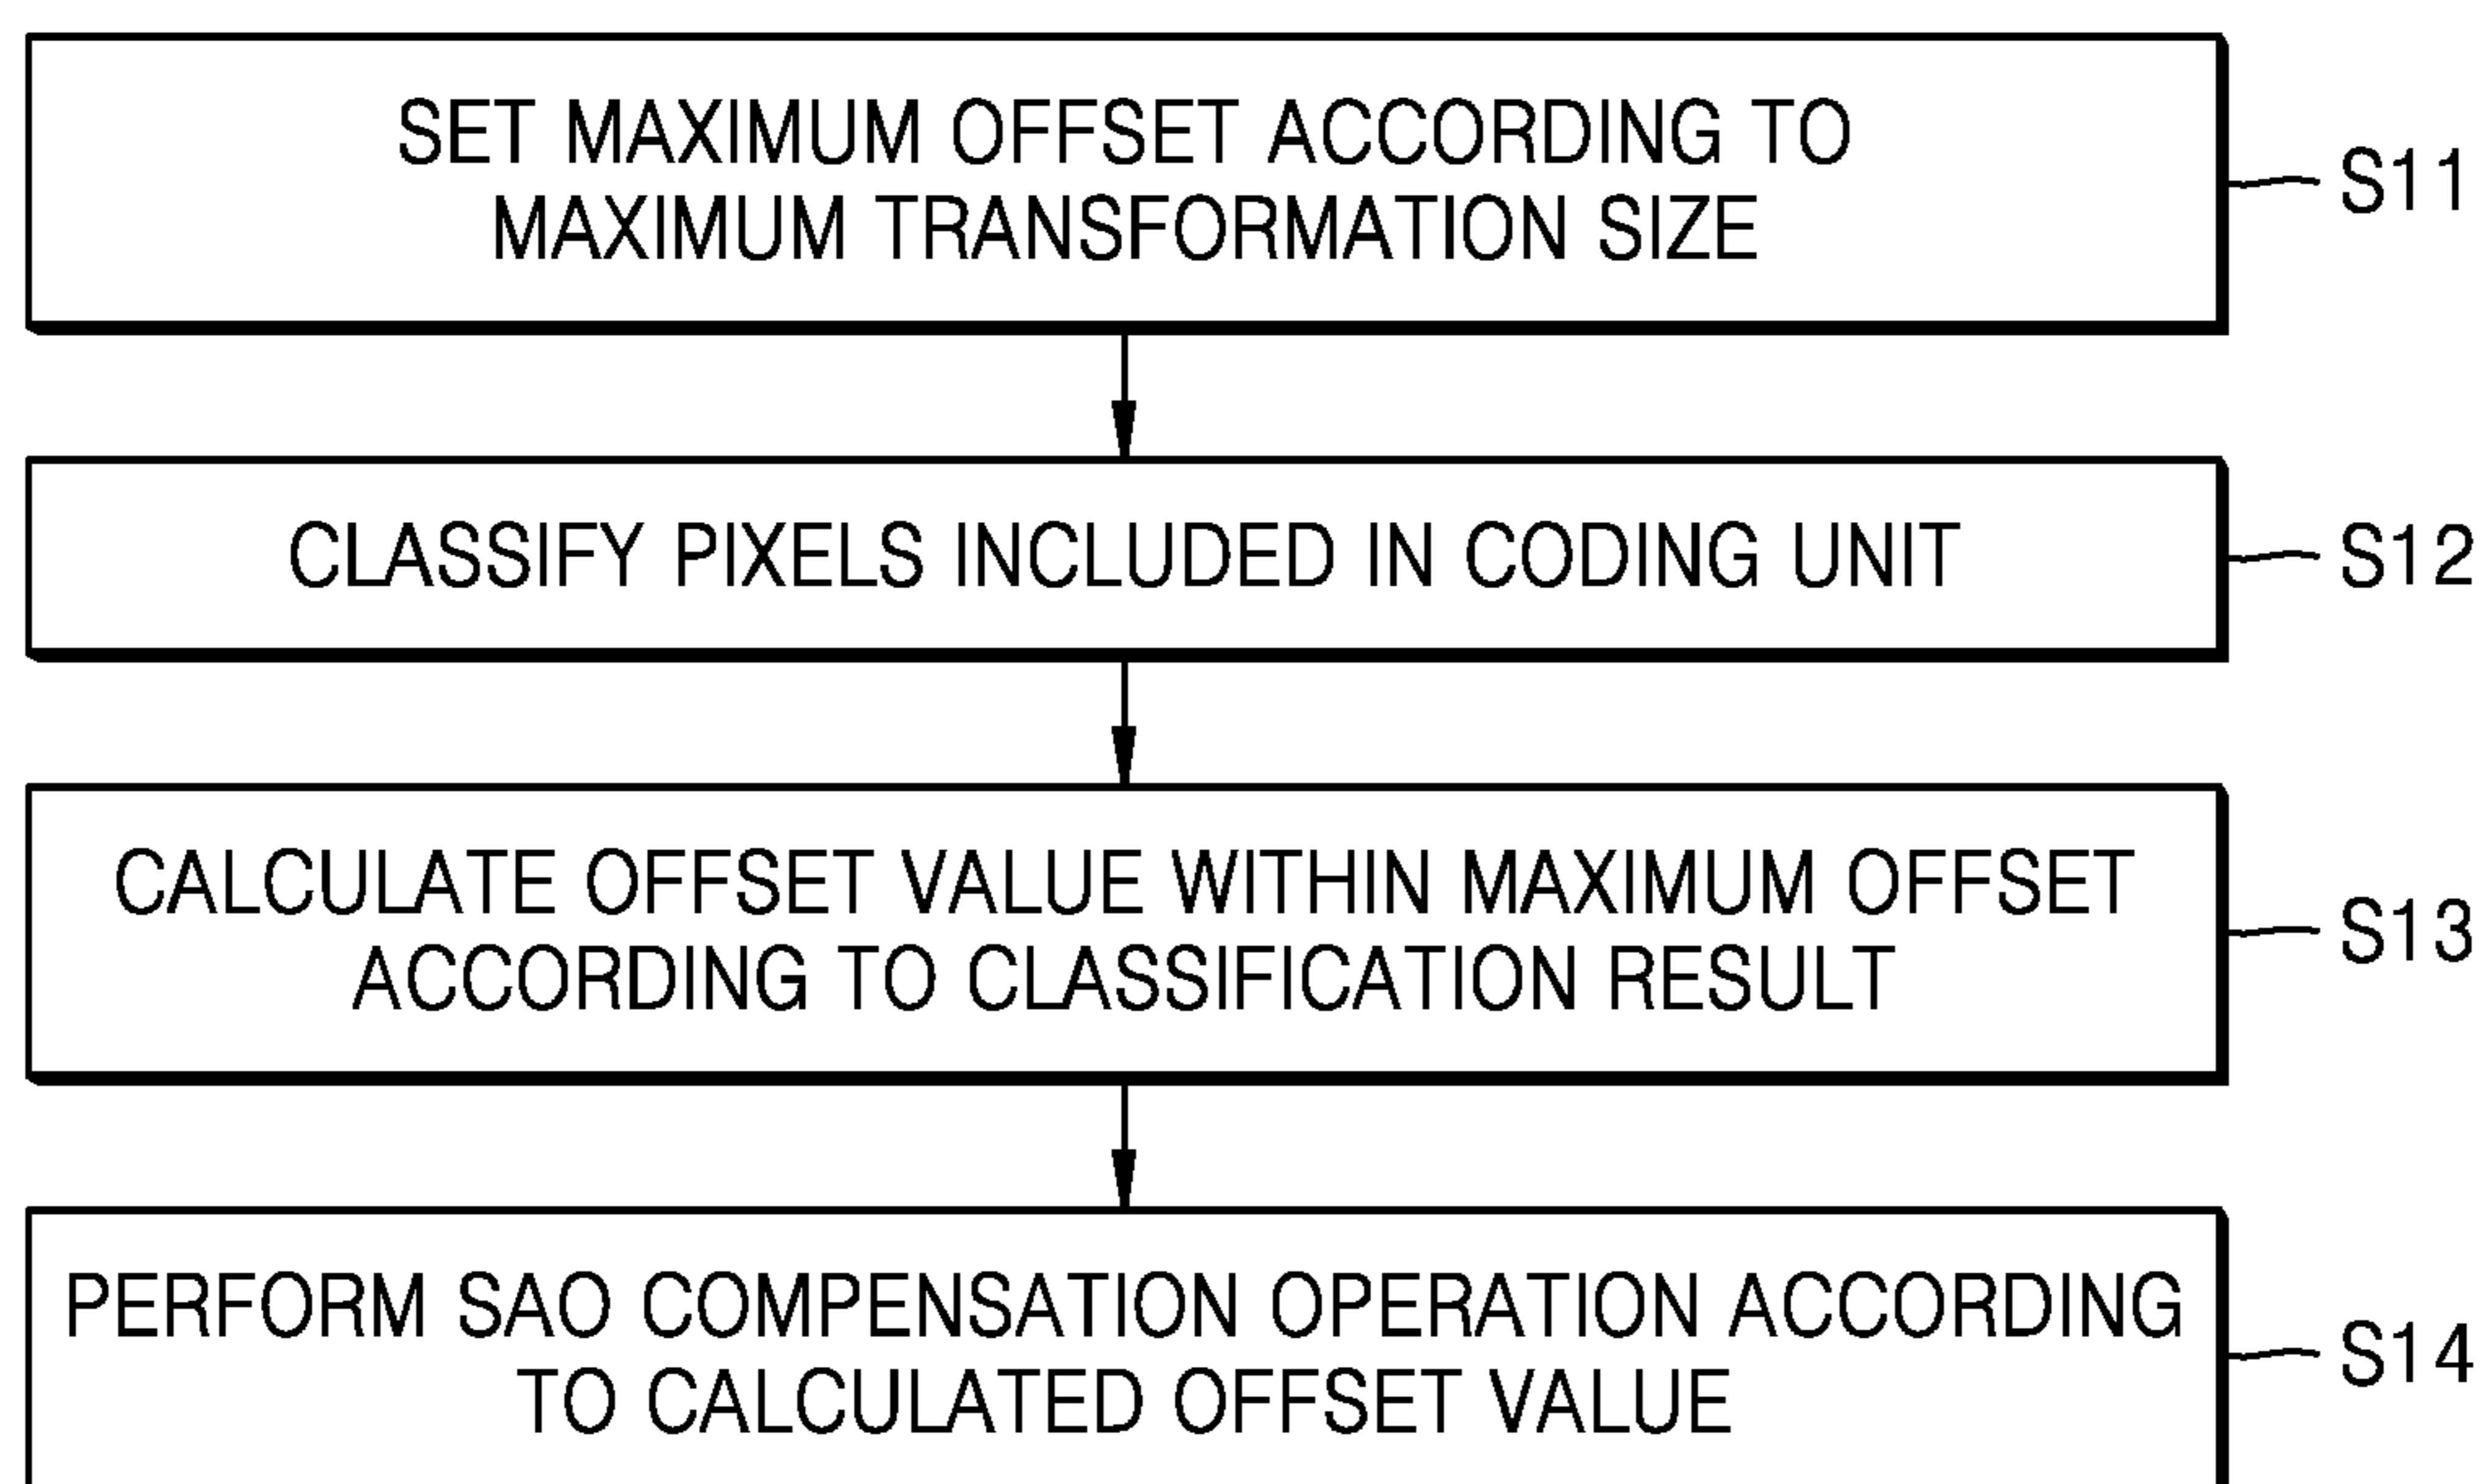 SET MAXIMUM OFFSET ACCORDING TO
MAXIMUM TRANSFORMATION SIZE
S11
CLASSIFY PIXELS INCLUDED IN CODING UNIT
S12
CALCULATE OFFSET VALUE WITHIN MAXIMUM OFFSET
ACCORDING TO CLASSIFICATION RESULT
S13
PERFORM SAO COMPENSATION OPERATION ACCORDING
TO CALCULATED OFFSET VALUE
S14